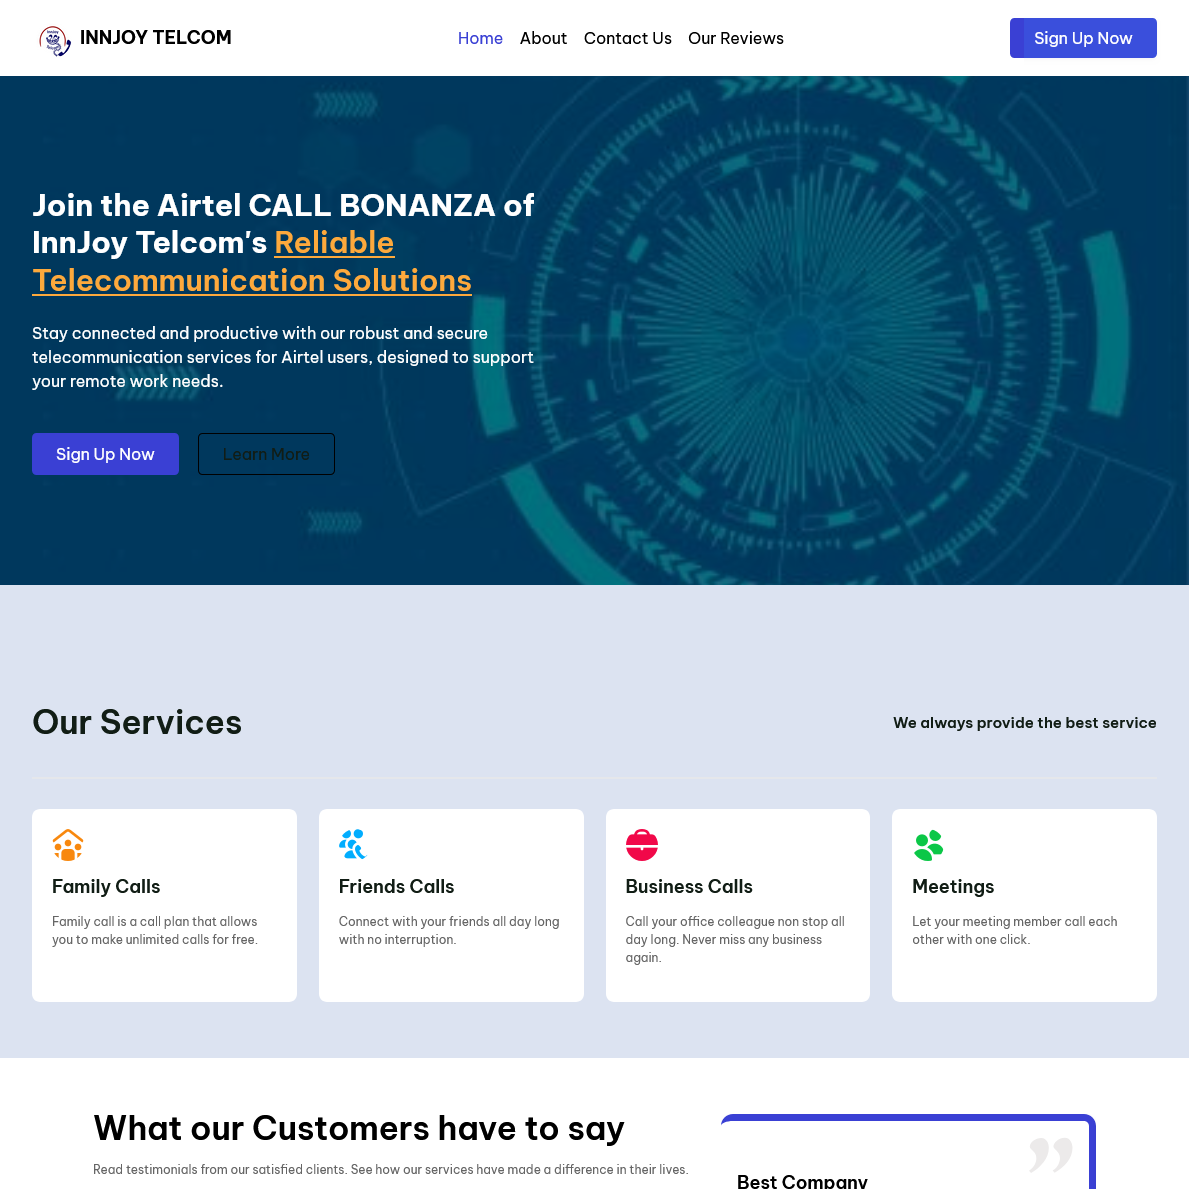 INNJOY TELCOM
Home About Contact Us Our Reviews
Sign Up Now
Join the Airtel CALL BONANZA of
InnJoy Telcom's Reliable
Telecommunication Solutions
Stay connected and productive with our robust and secure
telecommunication services for Airtel users, designed to support
your remote work needs.
Sign Up Now
Learn More
Our Services
We always provide the best service
Family Calls
Family call is a call plan that allows
you to make unlimited calls for free.
Friends Calls
Connect with your friends all day long
with no interruption.
Business Calls
Call your office colleague non stop all
day long. Never miss any business
again.
Meetings
Let your meeting member call each
other with one click.
What our Customers have to say
Read testimonials from our satisfied clients. See how our services have made a difference in their lives.
Best Company